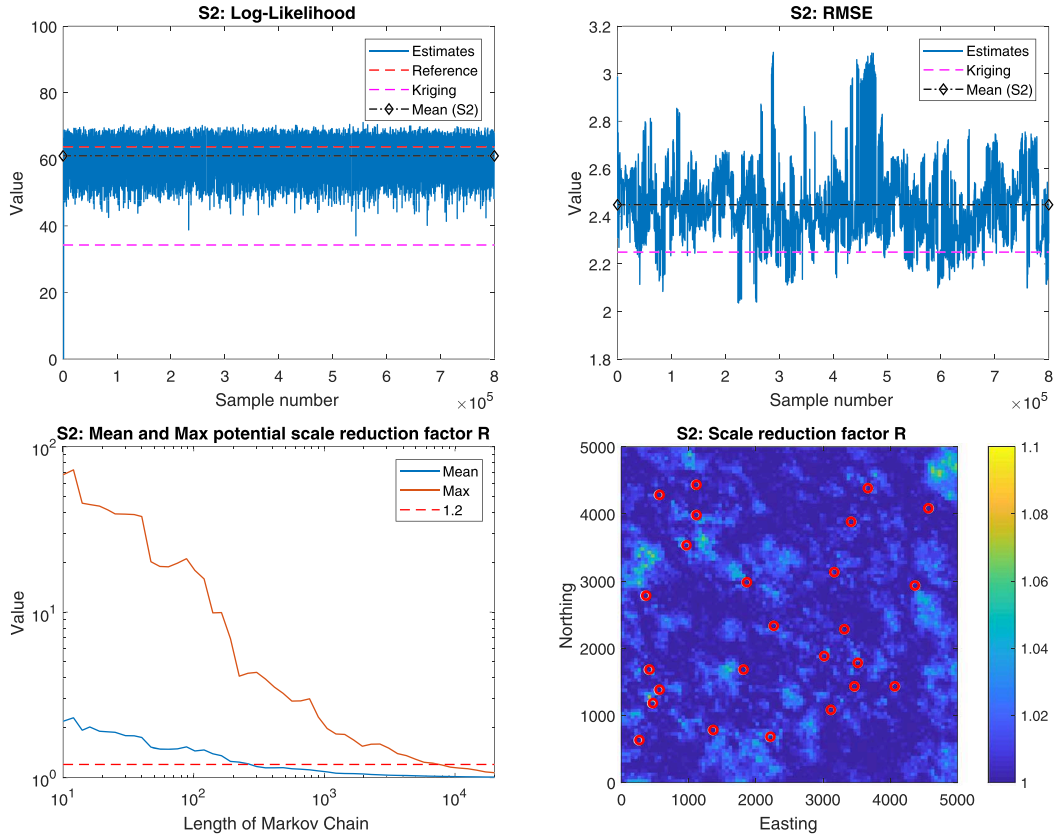 S2: Log-Likelihood
100
80
60
40
20
0
Value
0 1 2 3 4 5 6 7 8
×10^5
Sample number
Estimates
Reference
Kriging
Mean (S2)
S2: RMSE
3.2
3
2.8
2.6
2.4
2.2
2
1.8
Value
0 1 2 3 4 5 6 7 8
×10^5
Sample number
Estimates
Kriging
Mean (S2)
S2: Mean and Max potential scale reduction factor R
10^2
10^1
10^0
Value
10^1 10^2 10^3 10^4
Length of Markov Chain
Mean
Max
1.2
S2: Scale reduction factor R
5000
4000
3000
2000
1000
0
Northing
0 1000 2000 3000 4000 5000
Easting
1.1
1.08
1.06
1.04
1.02
1